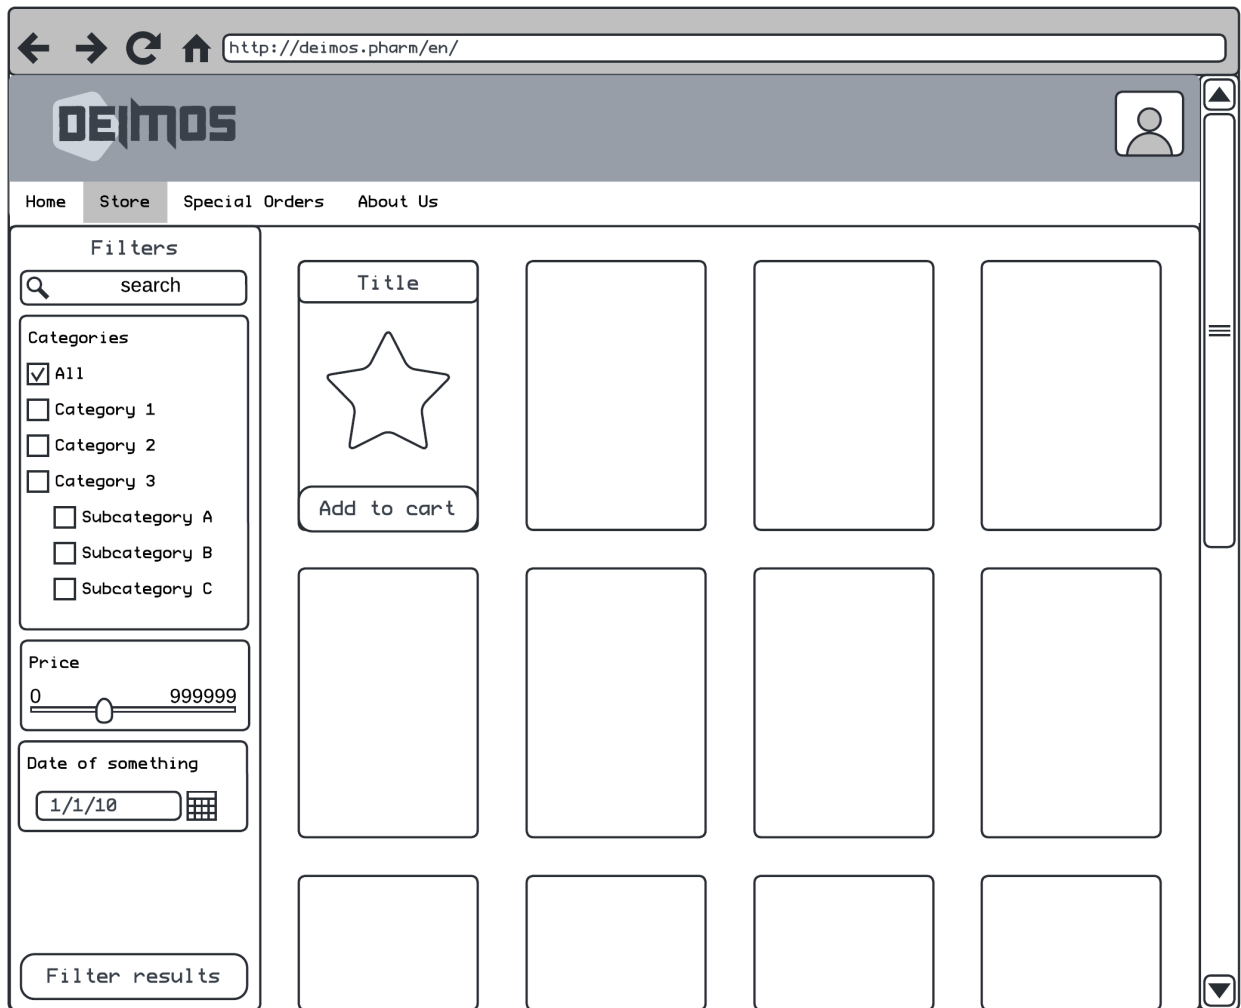 http://deimos.pharm/en/
DEIMOS
Home Store Special Orders About Us
Filters
search
Categories
All
Category 1
Category 2
Category 3
Subcategory A
Subcategory B
Subcategory C
Price
0 999999
Date of something
1/1/10
Filter results
Title
Add to cart